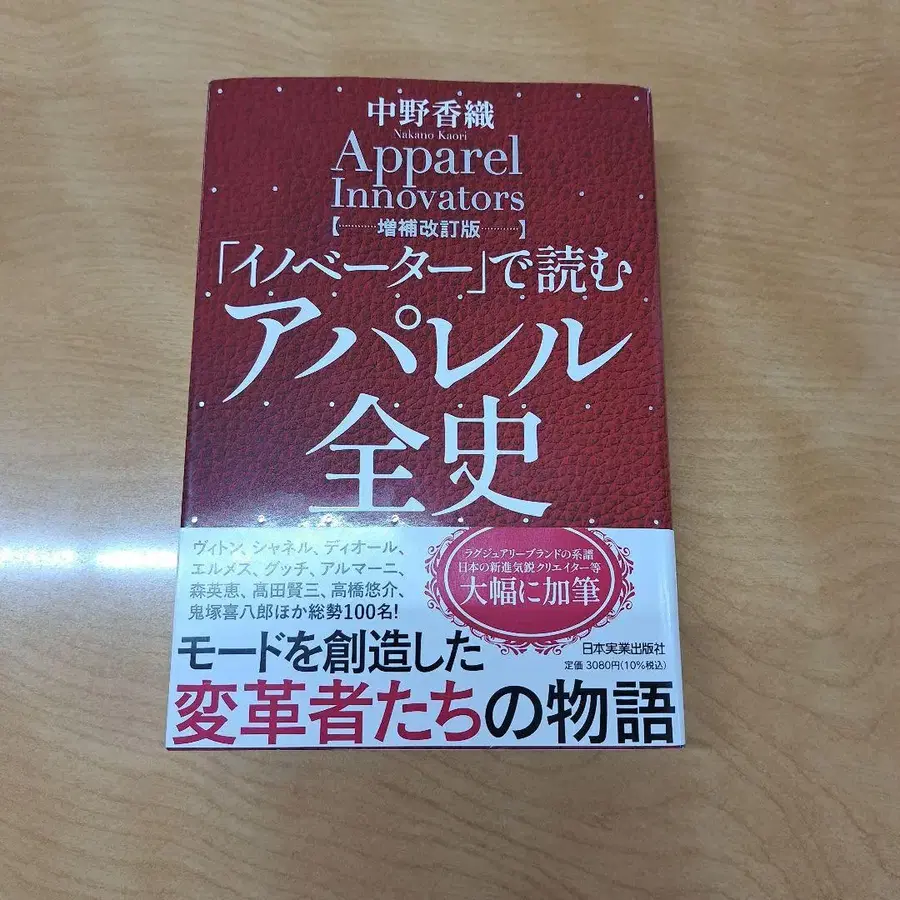 中野香織
Nakano Kaori
Apparel
Innovators
【…………増補改訂版…………】
「イノベーター」で読む
アパレル
全史
ヴィトン、シャネル、ディオール、
エルメス、グッチ、アルマーニ、
森英恵、髙田賢三、高橋悠介、
鬼塚喜八郎ほか総勢100名!
ラグジュアリーブランドの系譜
日本の新進気鋭クリエイター等
大幅に加筆
モードを創造した
変革者たちの物語
日本実業出版社
定価 3080円(10%税込)